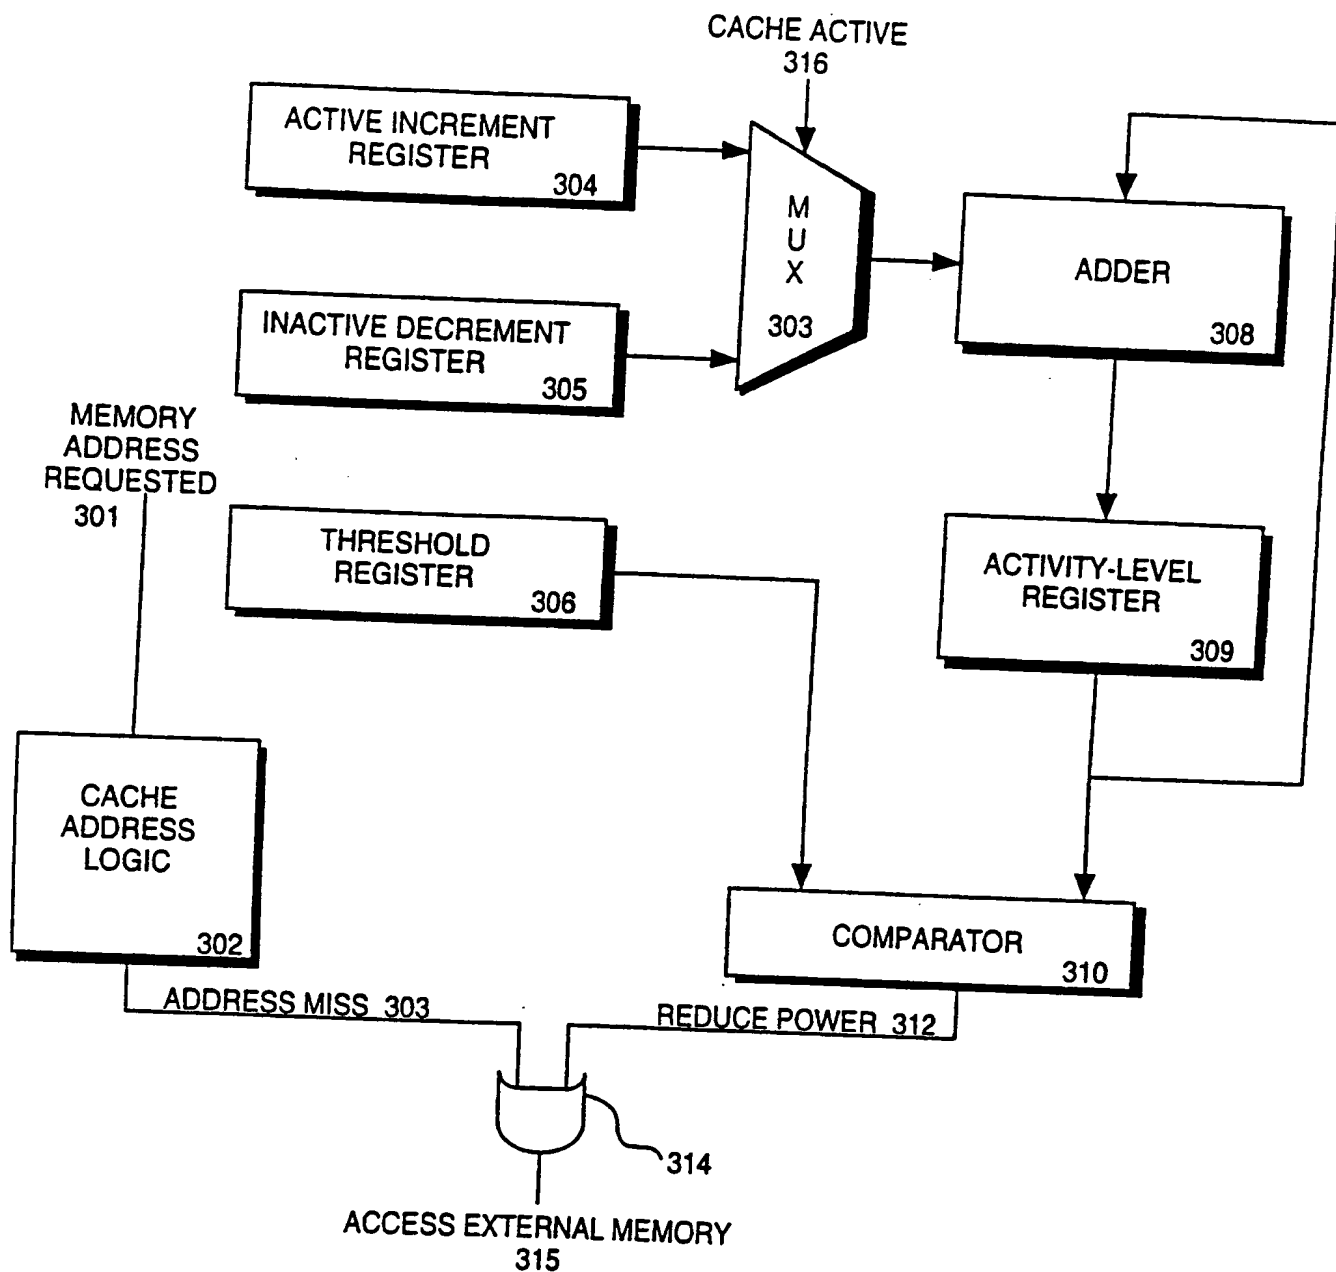 CACHE ACTIVE
316
ACTIVE INCREMENT
REGISTER
304
M
U
X
303
ADDER
308
INACTIVE DECREMENT
REGISTER
305
MEMORY
ADDRESS
REQUESTED
301
THRESHOLD
REGISTER
306
ACTIVITY-LEVEL
REGISTER
309
CACHE
ADDRESS
LOGIC
302
COMPARATOR
310
ADDRESS MISS 303
REDUCE POWER 312
314
ACCESS EXTERNAL MEMORY
315